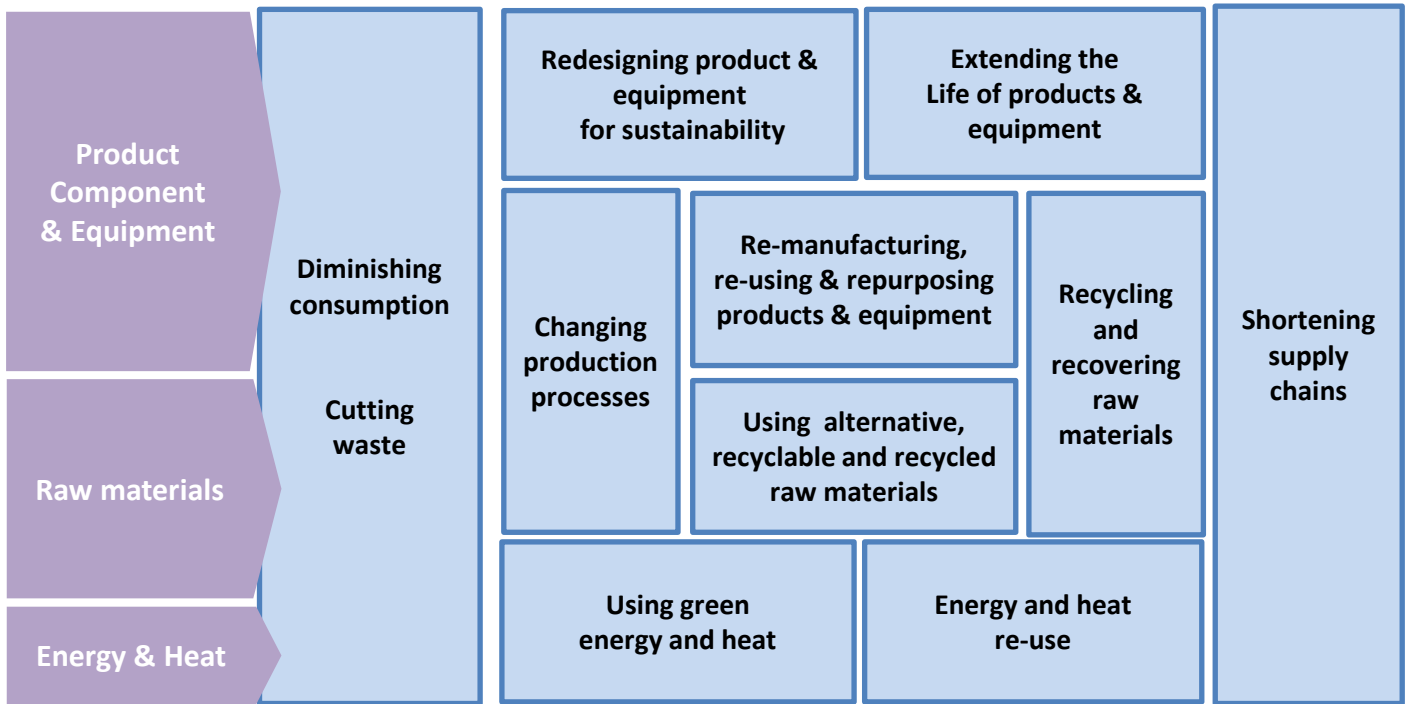 Product
Component
& Equipment
Raw materials
Energy & Heat
Diminishing
consumption
Cutting
waste
Redesigning product &
equipment
for sustainability
Extending the
Life of products &
equipment
Changing
production
processes
Re-manufacturing,
re-using & repurposing
products & equipment
Using alternative,
recyclable and recycled
raw materials
Recycling
and
recovering
raw
materials
Using green
energy and heat
Energy and heat
re-use
Shortening
supply
chains